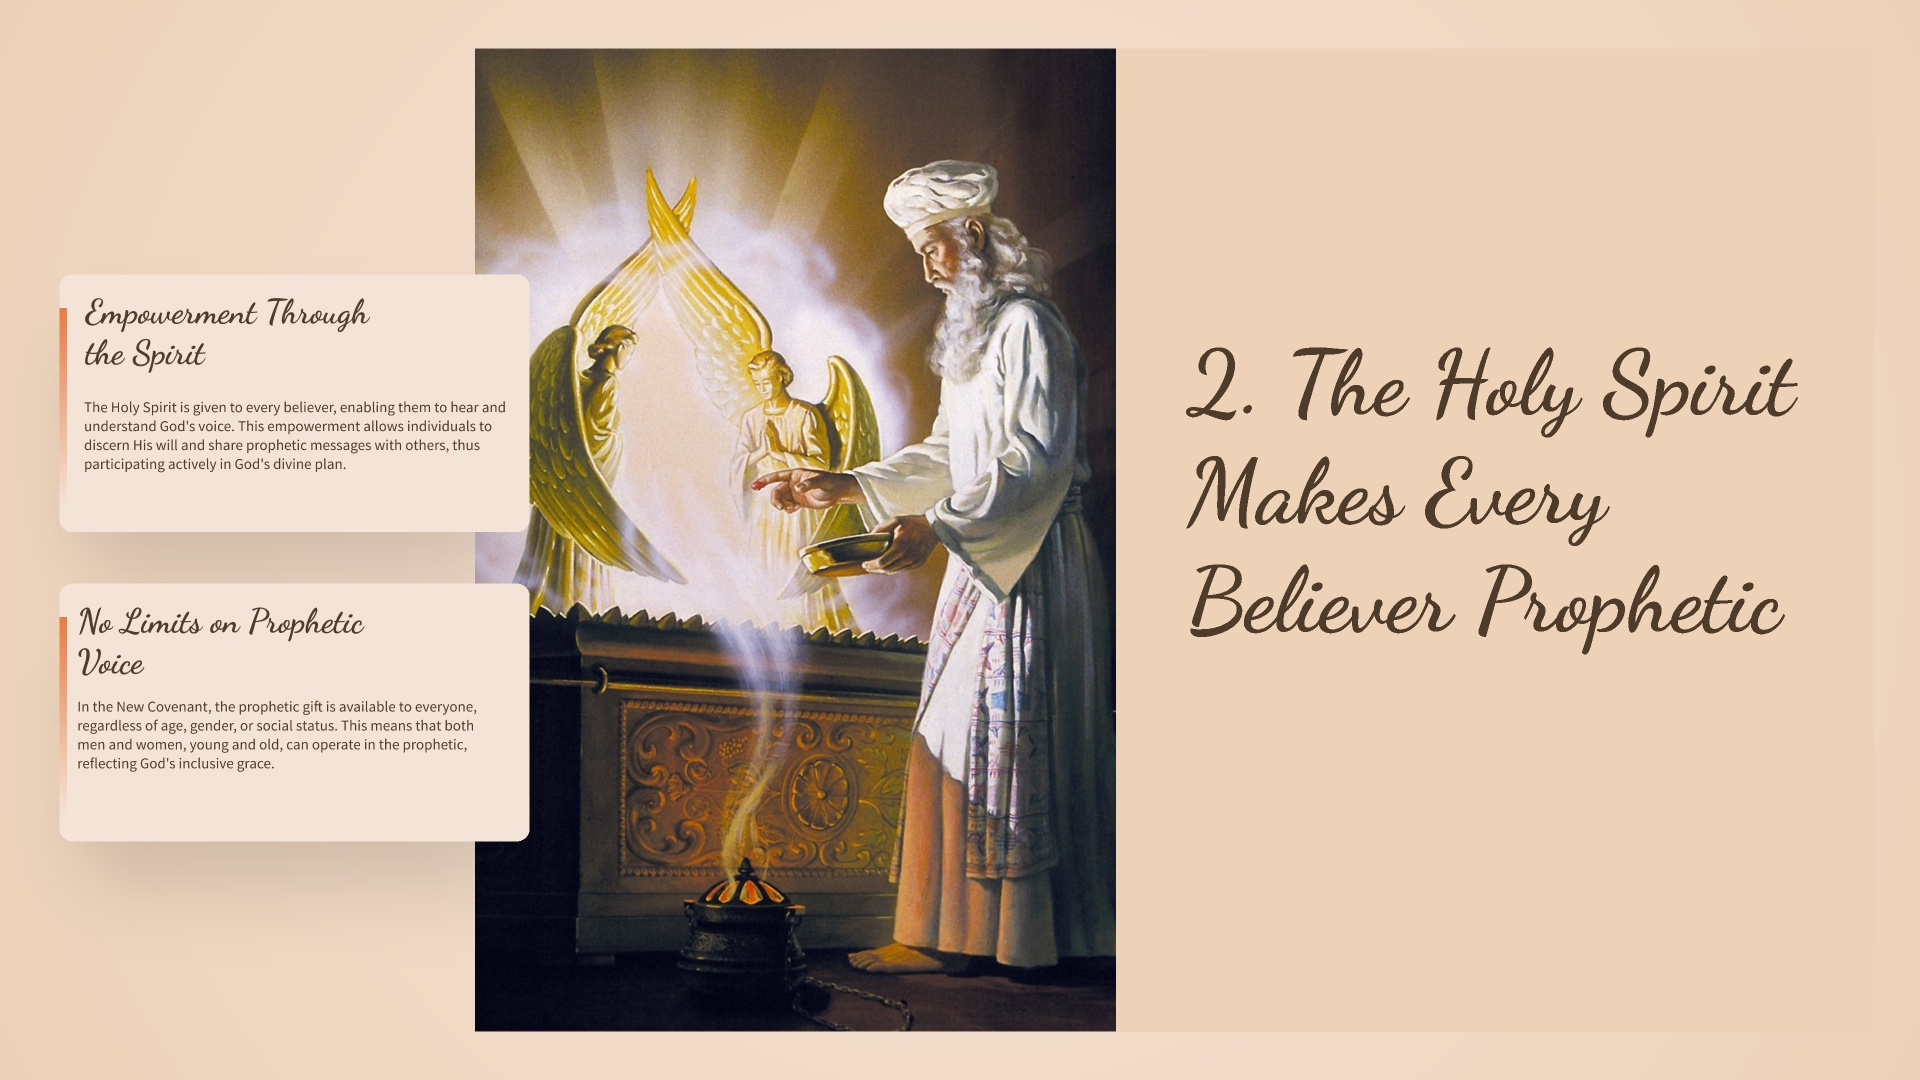 Empowerment Through
the Spirit
The Holy Spirit is given to every believer, enabling them to hear and
understand God's voice. This empowerment allows individuals to
discern His will and share prophetic messages with others, thus
participating actively in God's divine plan.
No Limits on Prophetic
Voice
In the New Covenant, the prophetic gift is available to everyone,
regardless of age, gender, or social status. This means that both
men and women, young and old, can operate in the prophetic,
reflecting God's inclusive grace.
2. The Holy Spirit
Makes Every
Believer Prophetic